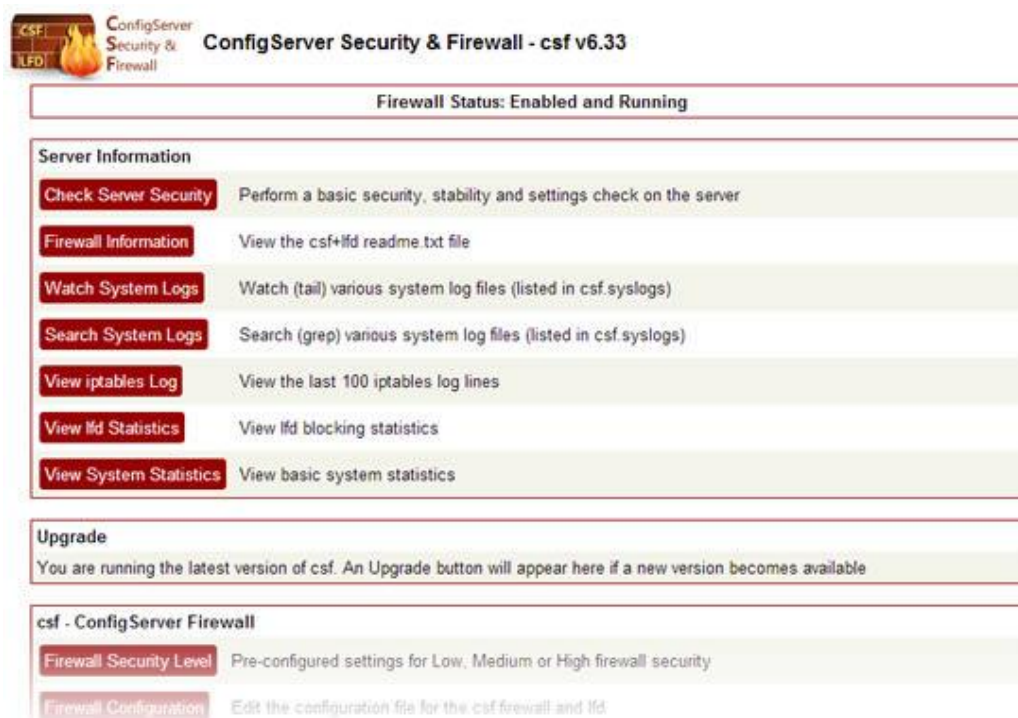 CSF
LFD
ConfigServer
Security &
Firewall
ConfigServer Security & Firewall - csf v6.33
Firewall Status: Enabled and Running
Server Information
Check Server Security Perform a basic security, stability and settings check on the server
Firewall Information View the csf+lfd readme.txt file
Watch System Logs Watch (tail) various system log files (listed in csf.syslogs)
Search System Logs Search (grep) various system log files (listed in csf.syslogs)
View iptables Log View the last 100 iptables log lines
View lfd Statistics View lfd blocking statistics
View System Statistics View basic system statistics
Upgrade
You are running the latest version of csf. An Upgrade button will appear here if a new version becomes available
csf - ConfigServer Firewall
Firewall Security Level Pre-configured settings for Low, Medium or High firewall security
Firewall Configuration Edit the configuration file for the csf firewall and lfd